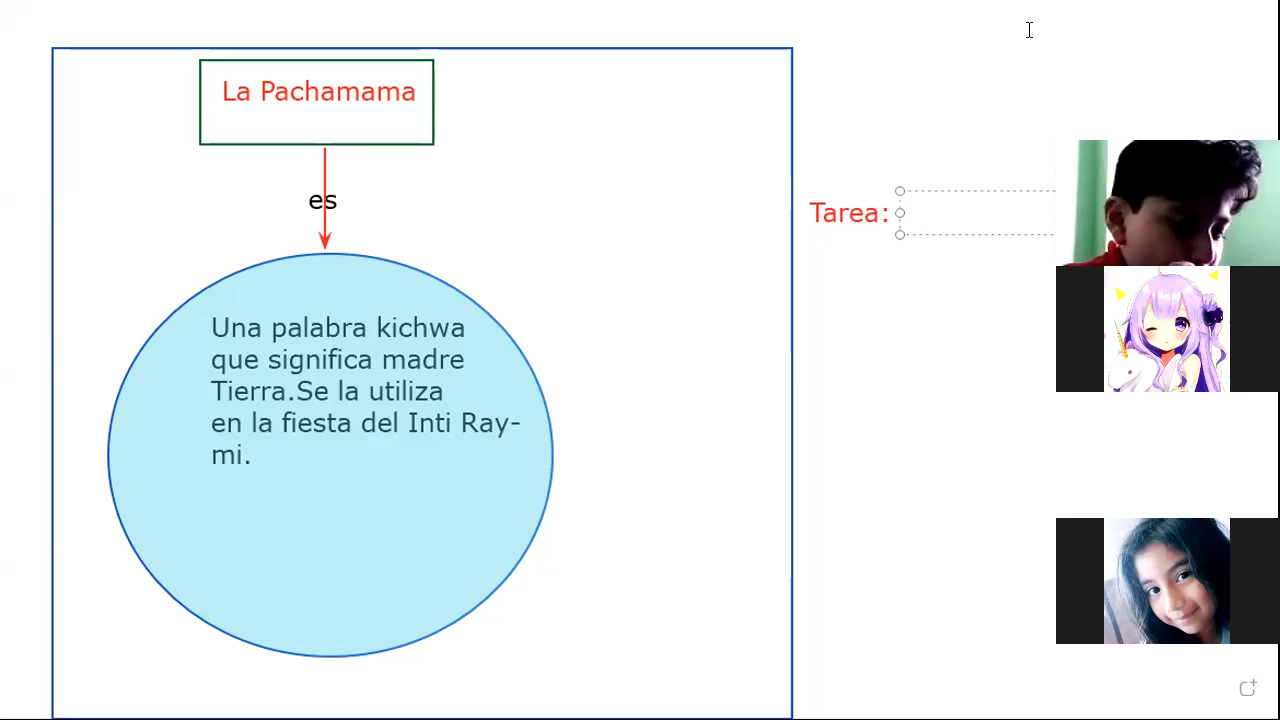 La Pachamama
es
Una palabra kichwa
que significa madre
Tierra.Se la utiliza
en la fiesta del Inti Ray-
mi.
Tarea: